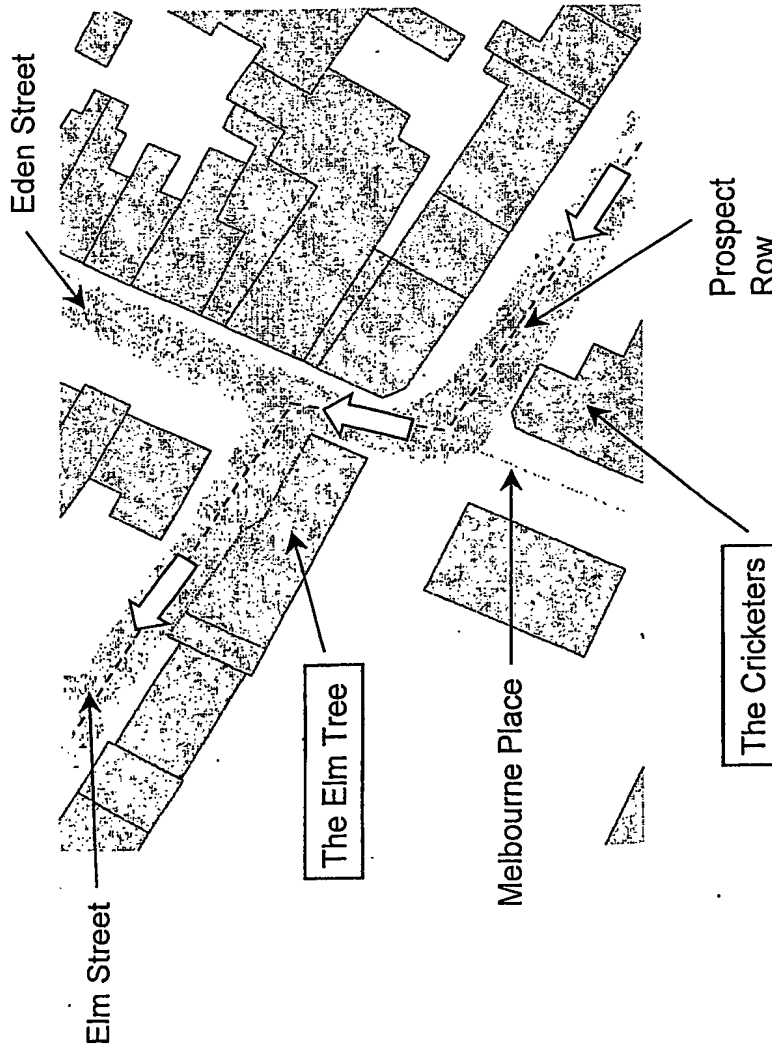 Eden Street
Elm Street
The Elm Tree
Melbourne Place
Prospect
Row
The Cricketers